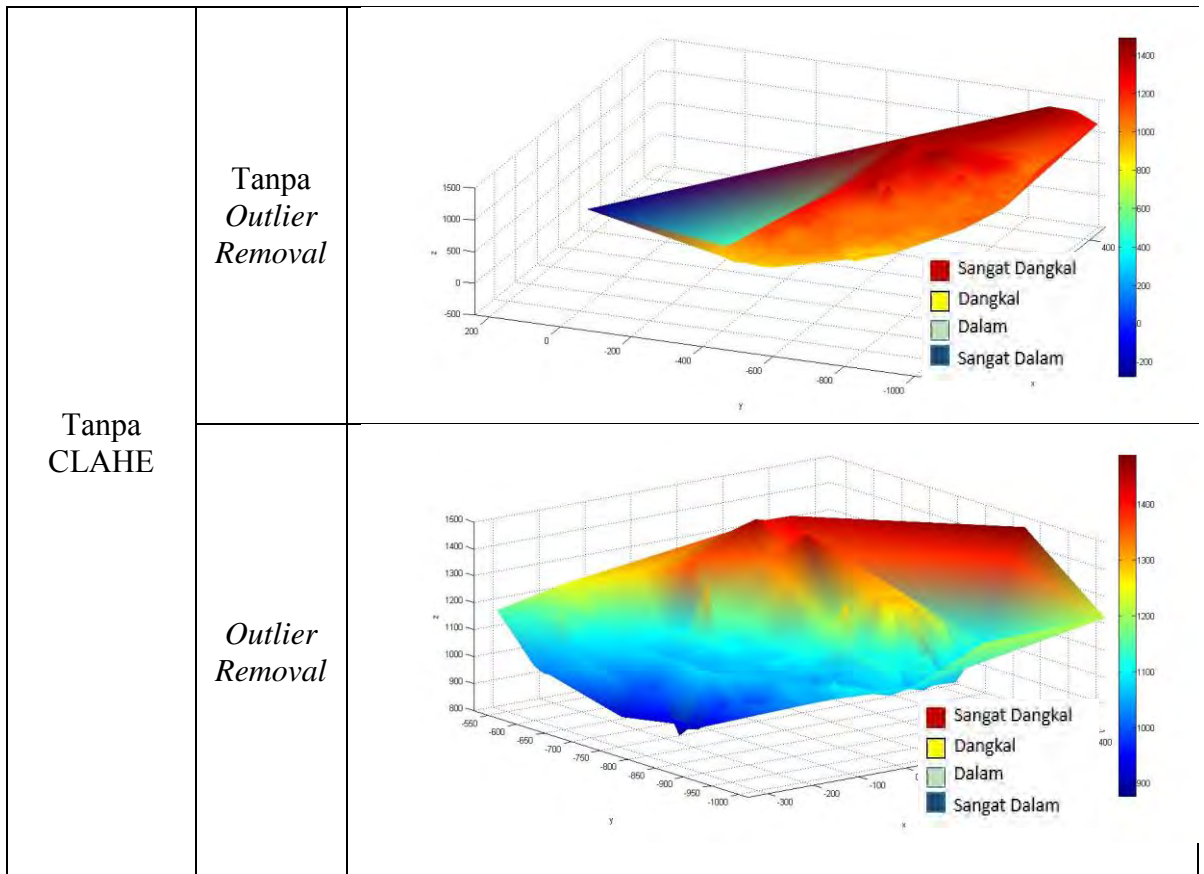 Tanpa
CLAHE
Tanpa
Outlier
Removal
1500
1000
500
0
-500
z
200
0
-200
-400
-600
-800
-1000
y
400
x
Sangat Dangkal
Dangkal
Dalam
Sangat Dalam
1400
1200
1000
800
600
400
200
0
-200
Outlier
Removal
1500
1400
1300
1200
1100
1000
900
800
z
-550
-600
-650
-700
-750
-800
-850
-900
-950
-1000
y
-300
-200
-100
400
x
Sangat Dangkal
Dangkal
Dalam
Sangat Dalam
1400
1300
1200
1100
1000
900